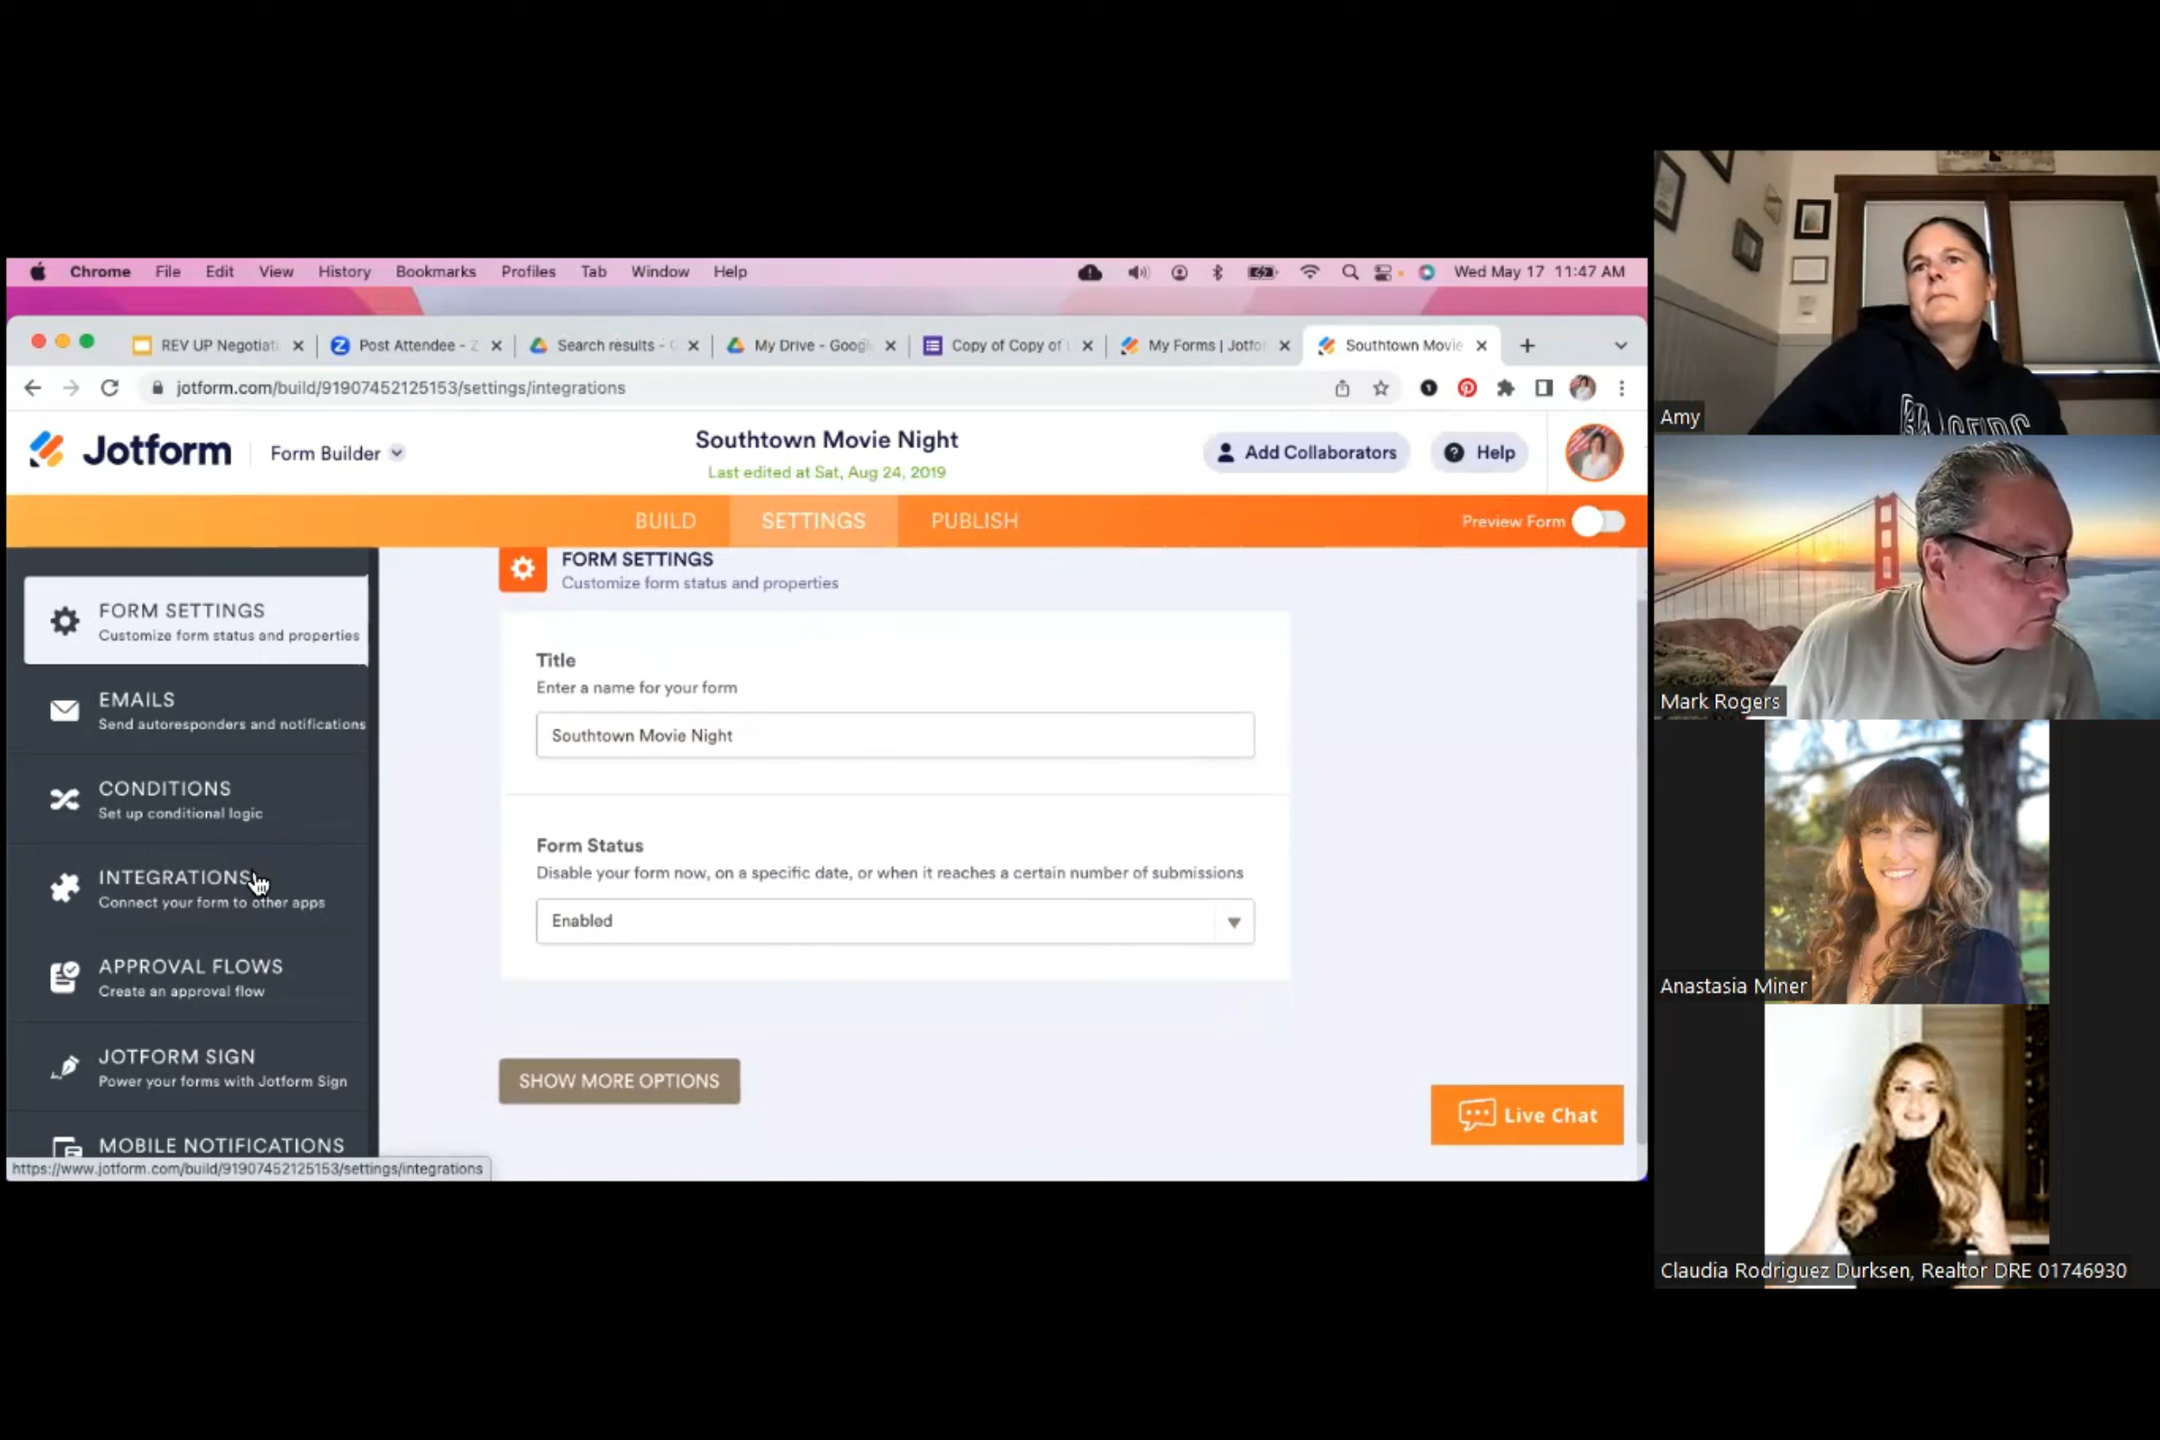 Chrome File Edit View History Bookmarks Profiles Tab Window Help Wed May 17 11:47 AM
REV UP Negotiati Post Attendee - Z Search results - My Drive - Goog Copy of Copy of My Forms | Jotfo Southtown Movie
jotform.com/build/91907452125153/settings/integrations
Jotform Form Builder
Southtown Movie Night
Last edited at Sat, Aug 24, 2019
Add Collaborators Help
BUILD SETTINGS PUBLISH Preview Form
FORM SETTINGS
Customize form status and properties
EMAILS
Send autoresponders and notifications
CONDITIONS
Set up conditional logic
INTEGRATIONS
Connect your form to other apps
APPROVAL FLOWS
Create an approval flow
JOTFORM SIGN
Power your forms with Jotform Sign
MOBILE NOTIFICATIONS
https://www.jotform.com/build/91907452125153/settings/integrations
FORM SETTINGS
Customize form status and properties
Title
Enter a name for your form
Southtown Movie Night
Form Status
Disable your form now, on a specific date, or when it reaches a certain number of submissions
Enabled
SHOW MORE OPTIONS
Live Chat
Amy
Mark Rogers
Anastasia Miner
Claudia Rodriguez Durksen, Realtor DRE 01746930